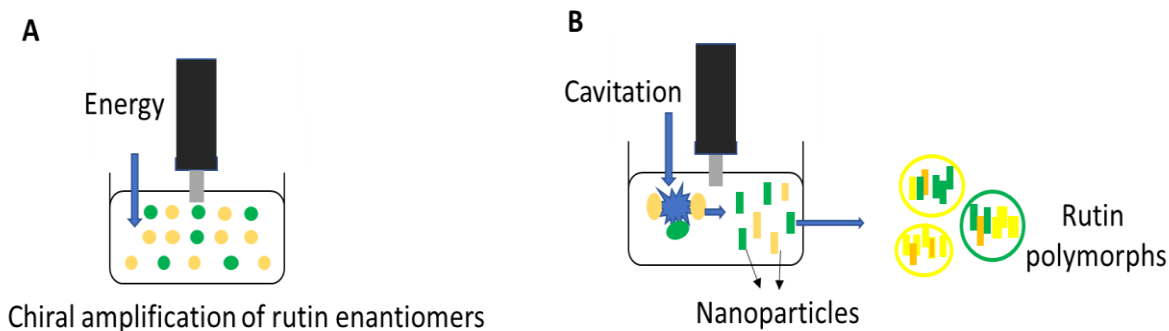 A
Energy
Chiral amplification of rutin enantiomers
B
Cavitation
Nanoparticles
Rutin
polymorphs